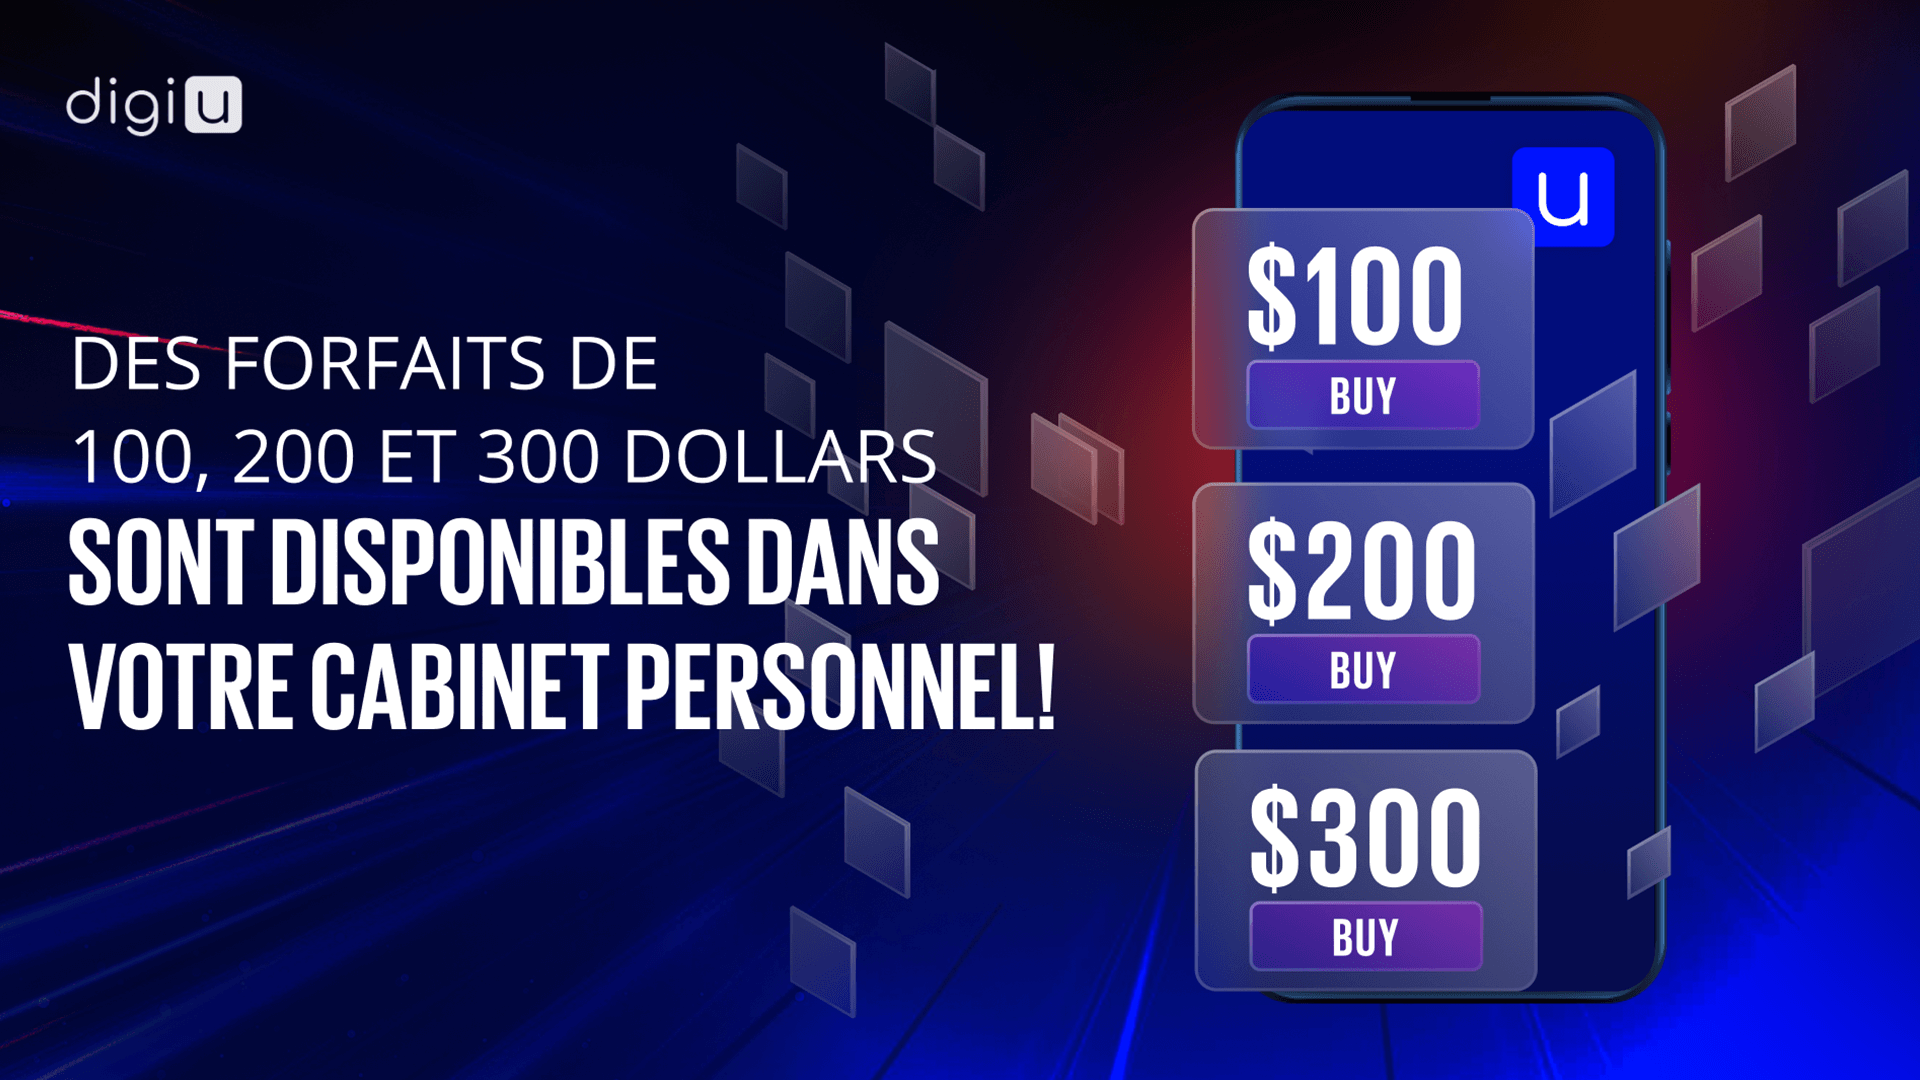 digiu
DES FORFAITS DE
100, 200 ET 300 DOLLARS
SONT DISPONIBLES DANS
VOTRE CABINET PERSONNEL!
u
$100
BUY
$200
BUY
$300
BUY